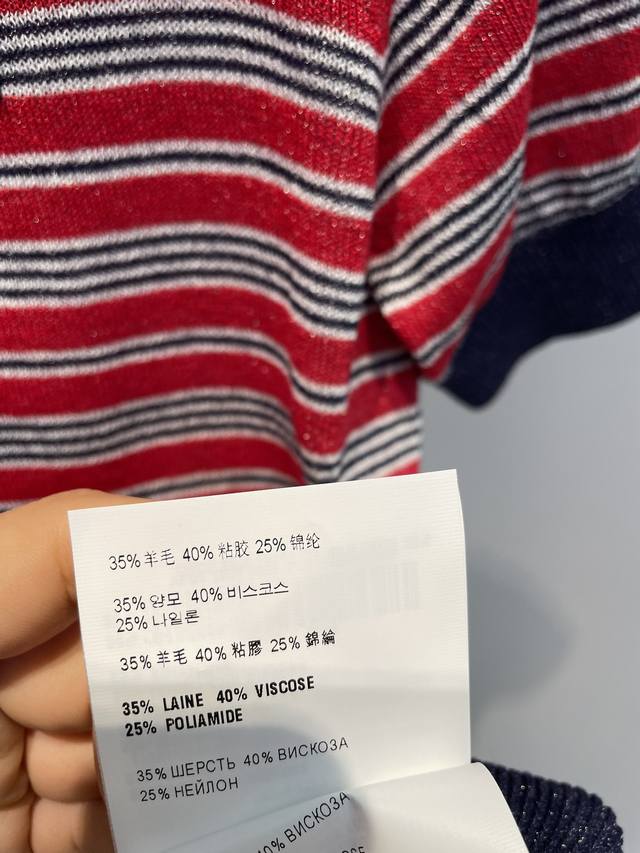 35% 羊毛 40% 粘胶 25% 锦纶
35% 양모 40% 비스코스
25% 나일론
35% 羊毛 40% 粘膠 25% 錦綸
35% LAINE 40% VISCOSE
25% POLIAMIDE
35% ШЕРСТЬ 40% ВИСКОЗА
25% НЕЙЛОН
40% ВИСКОЗА